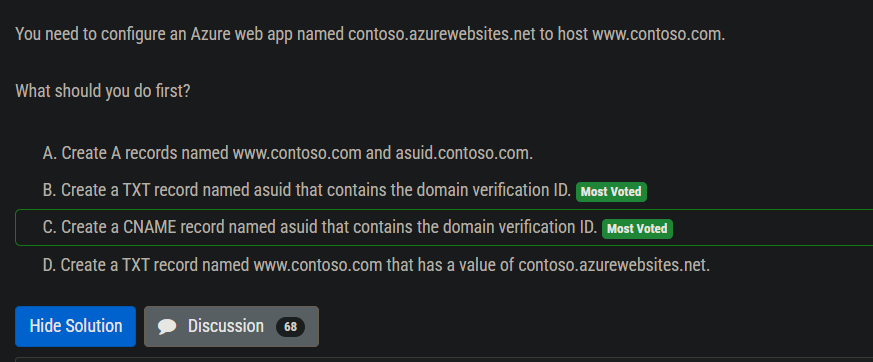 You need to configure an Azure web app named contoso.azurewebsites.net to host www.contoso.com.
What should you do first?
A. Create A records named www.contoso.com and asuid.contoso.com.
B. Create a TXT record named asuid that contains the domain verification ID. Most Voted
C. Create a CNAME record named asuid that contains the domain verification ID. Most Voted
D. Create a TXT record named www.contoso.com that has a value of contoso.azurewebsites.net.
Hide Solution Discussion 68